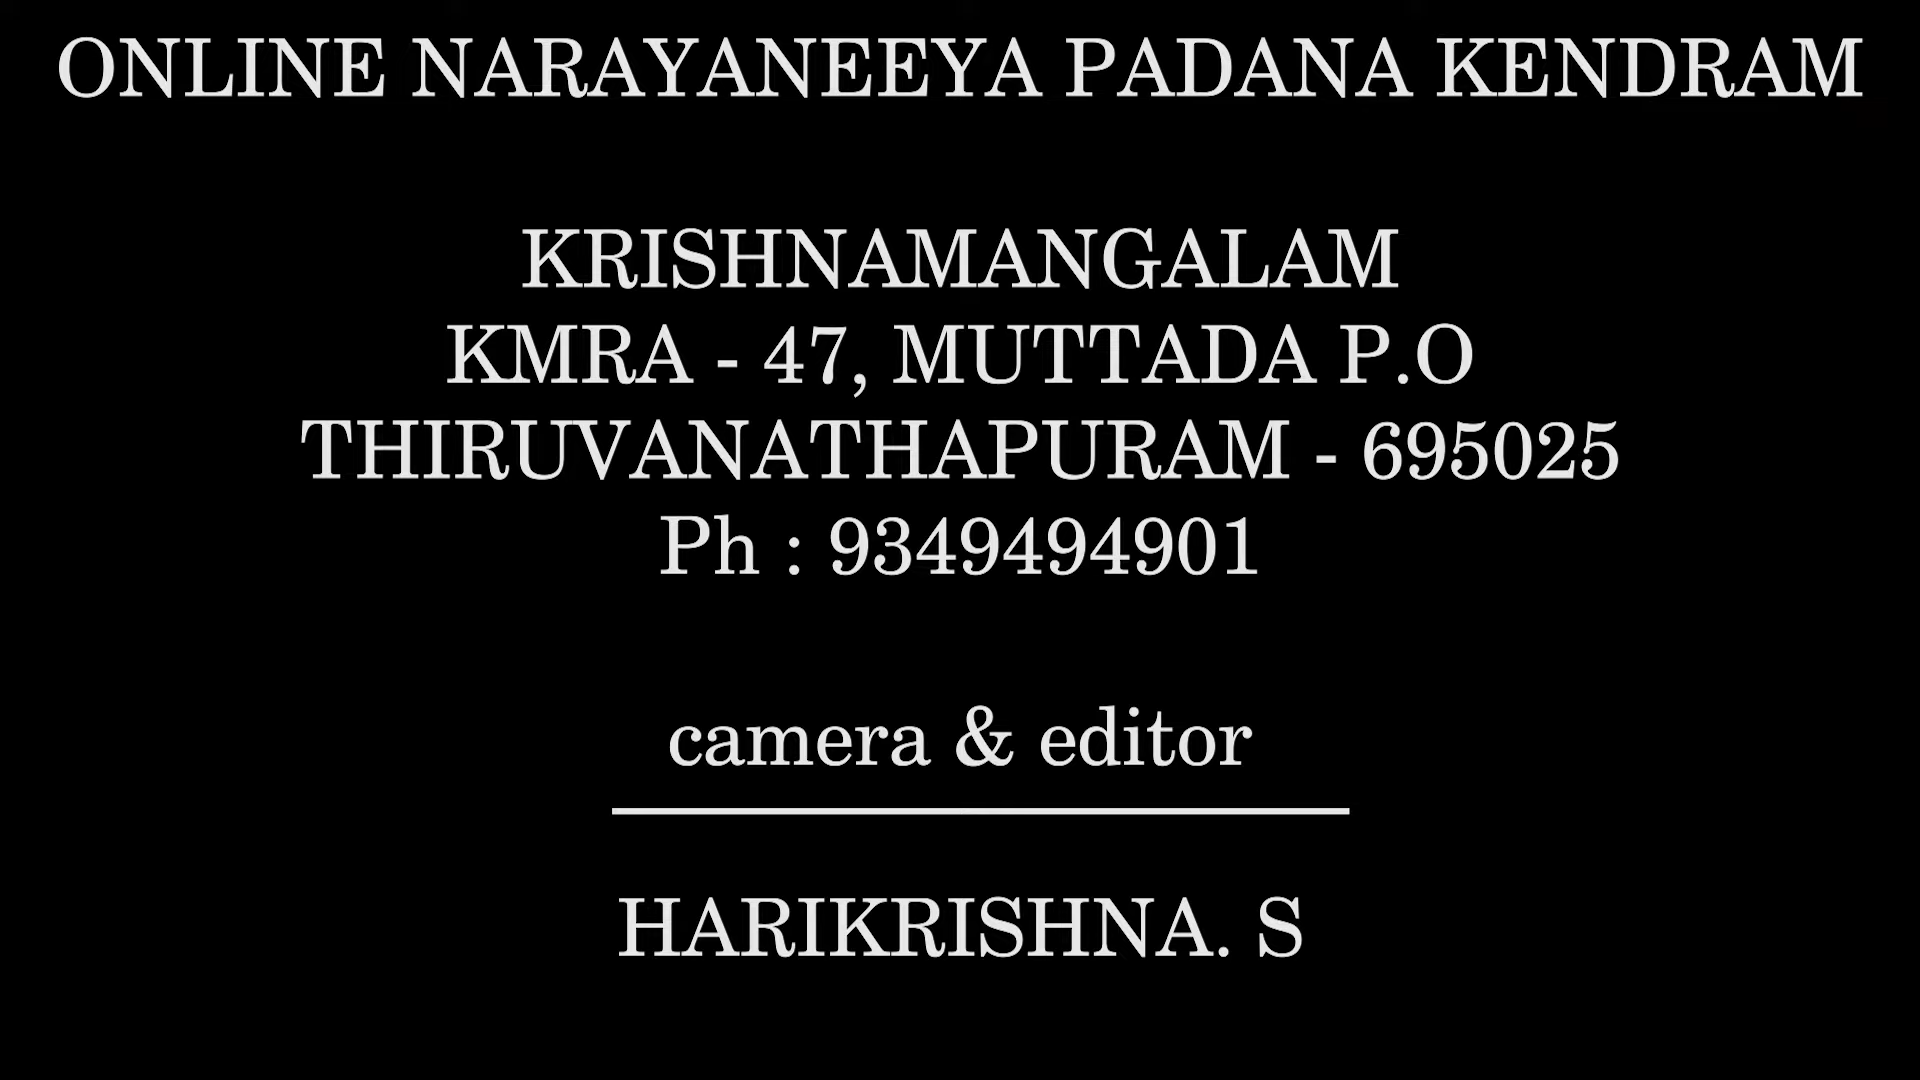 ONLINE NARAYANEEYA PADANA KENDRAM
KRISHNAMANGALAM
KMRA - 47, MUTTADA P.O
THIRUVANATHAPURAM - 695025
Ph : 9349494901
camera & editor
HARIKRISHNA. S